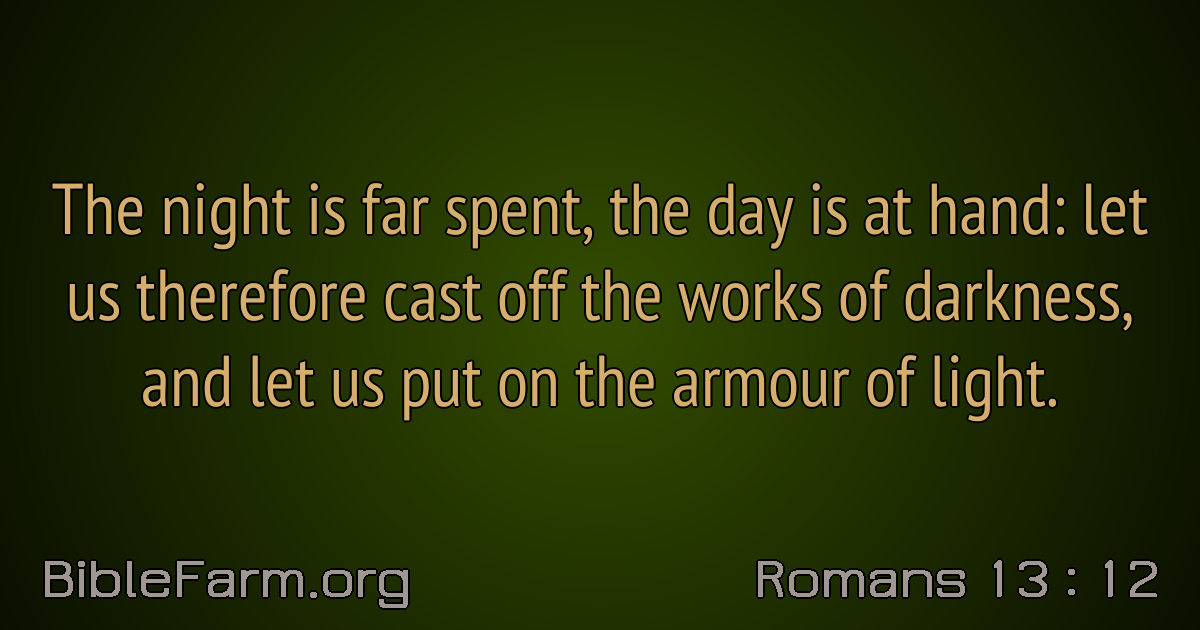 The night is far spent, the day is at hand: let
us therefore cast off the works of darkness,
and let us put on the armour of light.
BibleFarm.org
Romans 13:12